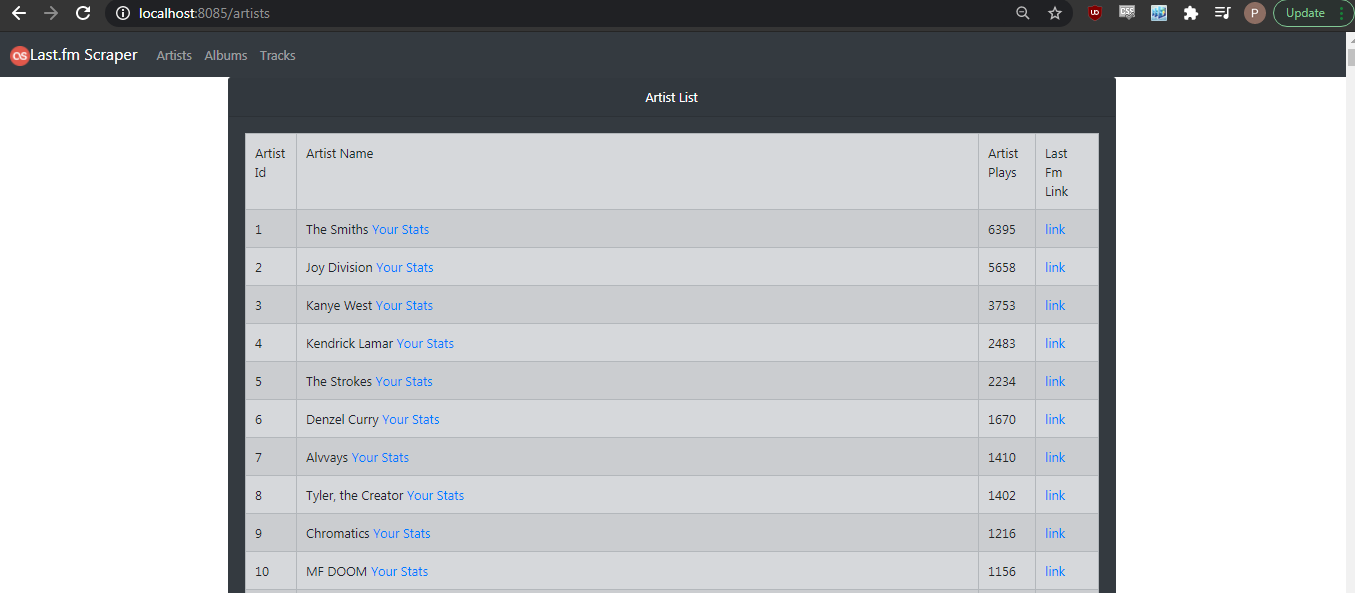 localhost:8085/artists
P
Update
Last.fm Scraper Artists Albums Tracks
Artist List
Artist Id Artist Name Artist Plays Last Fm Link
1 The Smiths Your Stats 6395 link
2 Joy Division Your Stats 5658 link
3 Kanye West Your Stats 3753 link
4 Kendrick Lamar Your Stats 2483 link
5 The Strokes Your Stats 2234 link
6 Denzel Curry Your Stats 1670 link
7 Alvvays Your Stats 1410 link
8 Tyler, the Creator Your Stats 1402 link
9 Chromatics Your Stats 1216 link
10 MF DOOM Your Stats 1156 link